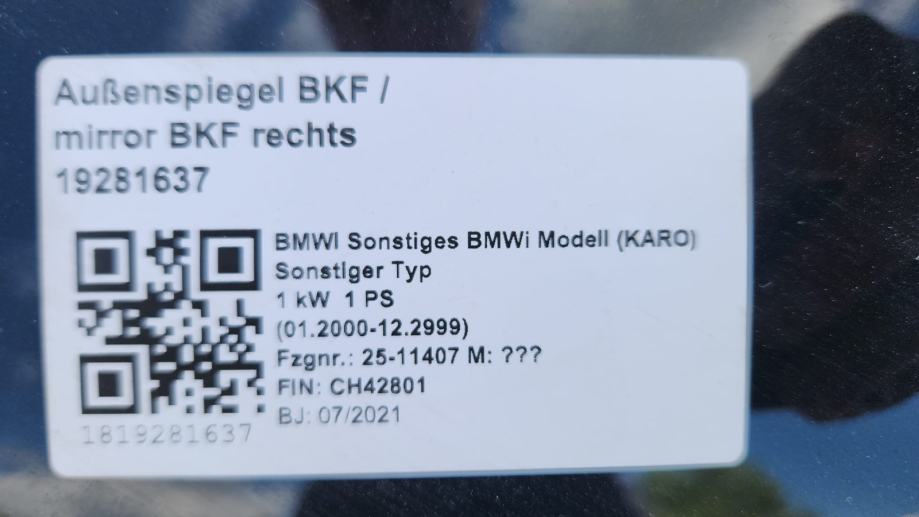 Außenspiegel BKF /
mirror BKF rechts
19281637
BMWI Sonstiges BMWi Modell (KARO)
Sonstiger Typ
1 kW 1 PS
(01.2000-12.2999)
Fzgnr.: 25-11407 M: ???
FIN: CH42801
BJ: 07/2021
1819281637